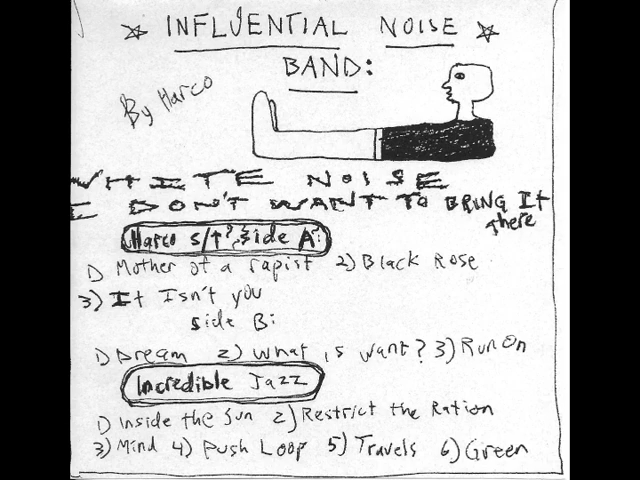 ☆ INFLUENTIAL NOISE ☆
BAND:
By Harco
WHITE NOISE
I DON'T WANT TO BRING It
there
Harco s/t? Side A:
1) Mother of a rapist 2) Black Rose
3) It Isn't you
Side B:
1) Dream 2) What is want? 3) Run On
Incredible Jazz
1) Inside the Sun 2) Restrict the Ration
3) Mind 4) Push Loop 5) Travels 6) Green